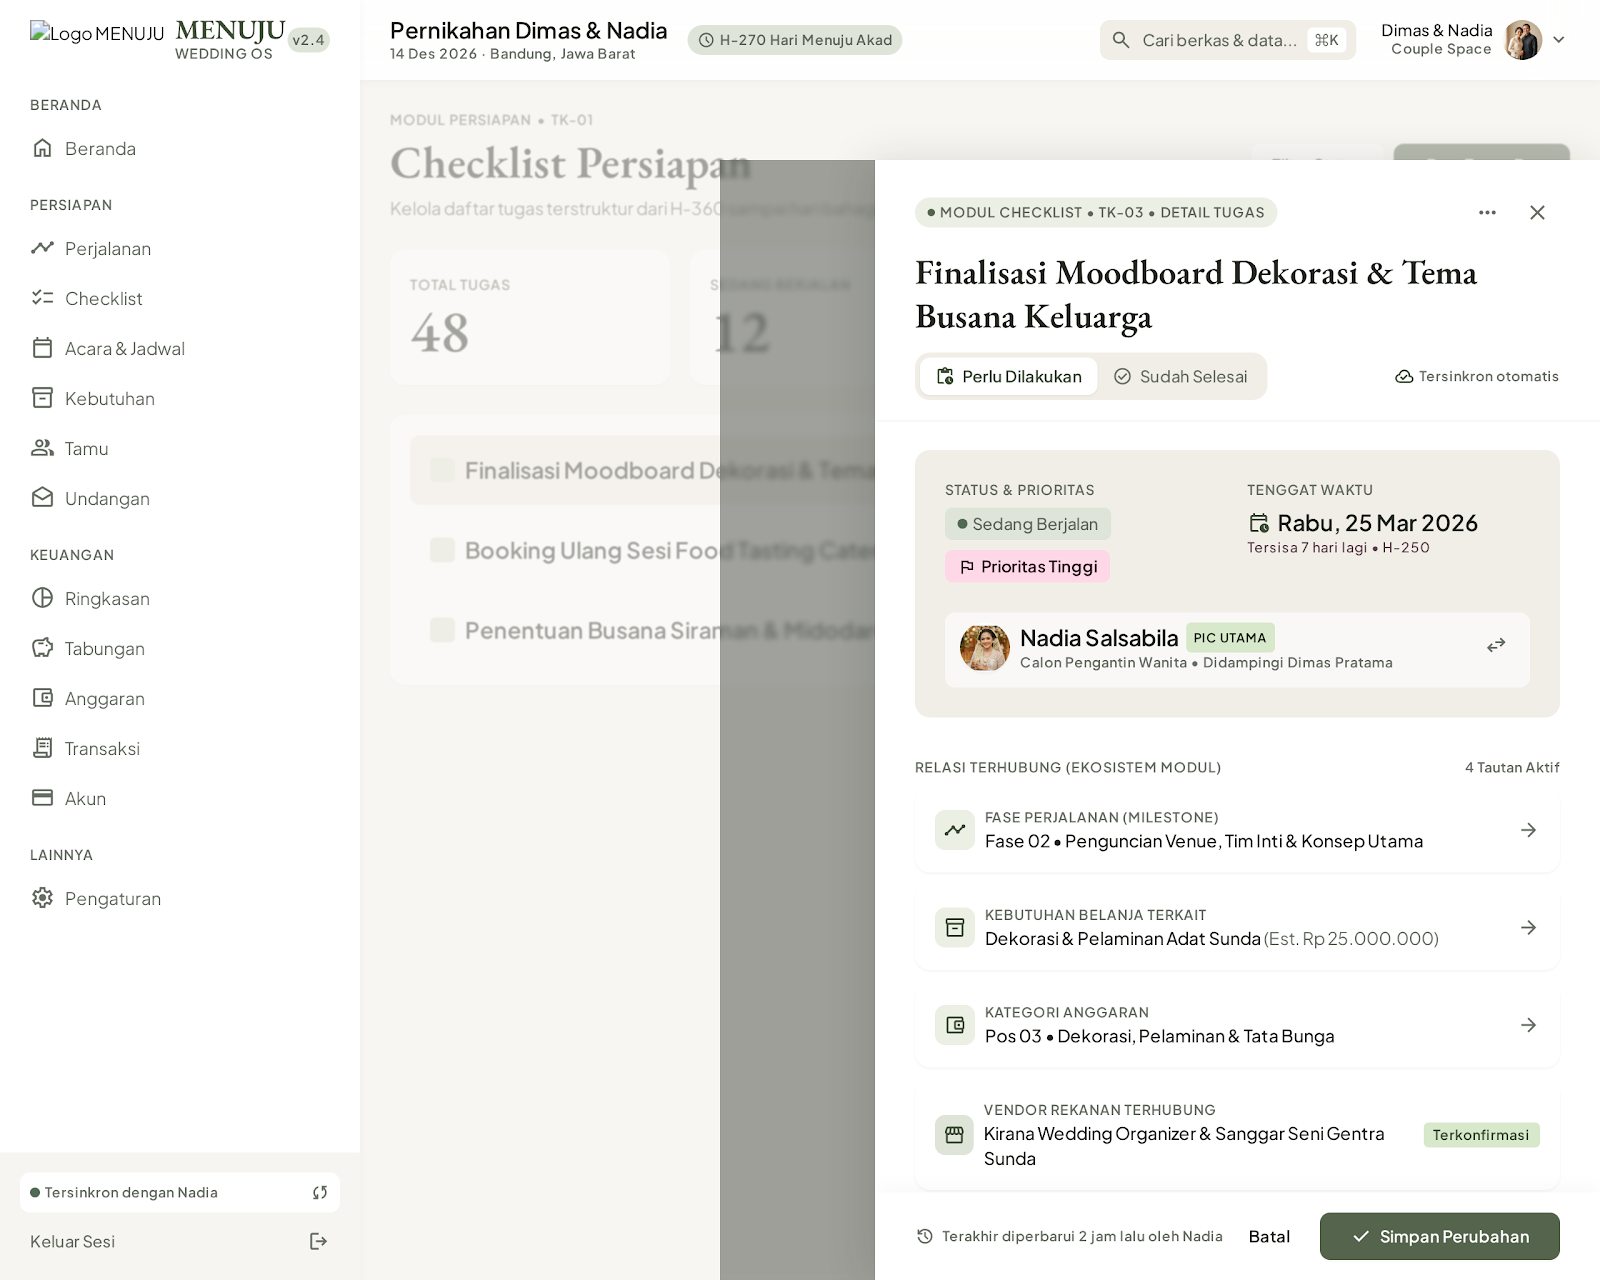 Logo MENUJU
MENUJU
WEDDING OS
v2.4
BERANDA
Beranda
PERSIAPAN
Perjalanan
Checklist
Acara & Jadwal
Kebutuhan
Tamu
Undangan
KEUANGAN
Ringkasan
Tabungan
Anggaran
Transaksi
Akun
LAINNYA
Pengaturan
Tersinkron dengan Nadia
Keluar Sesi
Pernikahan Dimas & Nadia
14 Des 2026 · Bandung, Jawa Barat
H-270 Hari Menuju Akad
Cari berkas & data...
⌘K
Dimas & Nadia
Couple Space
MODUL PERSIAPAN • TK-01
Checklist Persiapan
Kelola daftar tugas terstruktur dari H-360 sampai hari
TOTAL TUGAS
48
SEDANG BERJALAN
12
Finalisasi Moodboard Dekorasi & Tema
Booking Ulang Sesi Food Tasting
Penentuan Busana Siraman &
MODUL CHECKLIST • TK-03 • DETAIL TUGAS
Finalisasi Moodboard Dekorasi & Tema
Busana Keluarga
Perlu Dilakukan
Sudah Selesai
Tersinkron otomatis
STATUS & PRIORITAS
Sedang Berjalan
Prioritas Tinggi
TENGGAT WAKTU
Rabu, 25 Mar 2026
Tersisa 7 hari lagi • H-250
Nadia Salsabila
PIC UTAMA
Calon Pengantin Wanita • Didampingi Dimas Pratama
RELASI TERHUBUNG (EKOSISTEM MODUL)
4 Tautan Aktif
FASE PERJALANAN (MILESTONE)
Fase 02 • Penguncian Venue, Tim Inti & Konsep Utama
KEBUTUHAN BELANJA TERKAIT
Dekorasi & Pelaminan Adat Sunda (Est. Rp 25.000.000)
KATEGORI ANGGARAN
Pos 03 • Dekorasi, Pelaminan & Tata Bunga
VENDOR REKANAN TERHUBUNG
Kirana Wedding Organizer & Sanggar Seni Gentra
Sunda
Terkonfirmasi
Terakhir diperbarui 2 jam lalu oleh Nadia
Batal
Simpan Perubahan